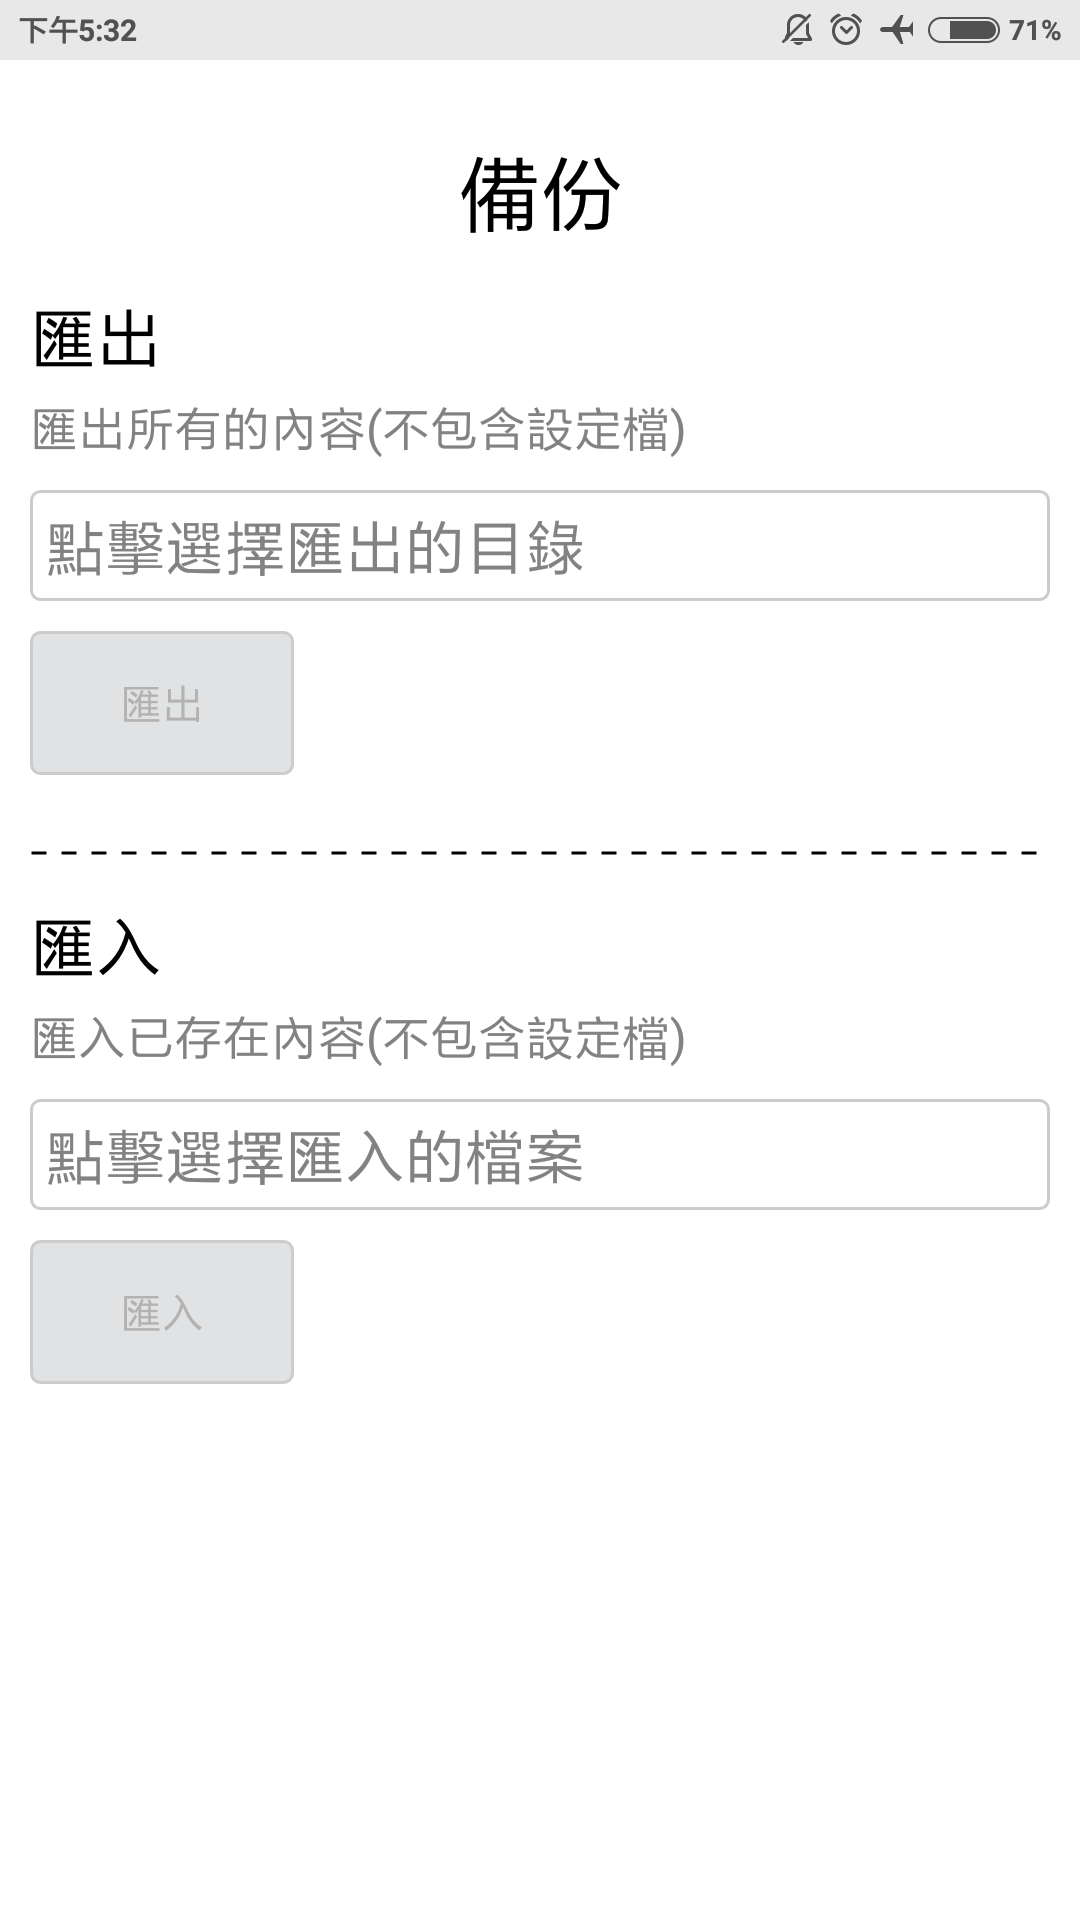 下午5:32
71%
備份
匯出
匯出所有的內容(不包含設定檔)
點擊選擇匯出的目錄
匯出
匯入
匯入已存在內容(不包含設定檔)
點擊選擇匯入的檔案
匯入